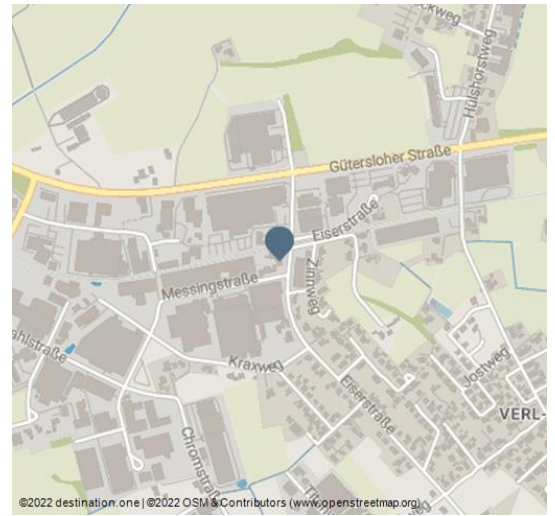 Hülshorstweg
Gütersloher Straße
Eiserstraße
Zinnweg
Messingstraße
Kraxweg
Eiserstraße
Jostweg
VERL-
Chromstraße
©2022 destination.one | ©2022 OSM & Contributors (www.openstreetmap.org)